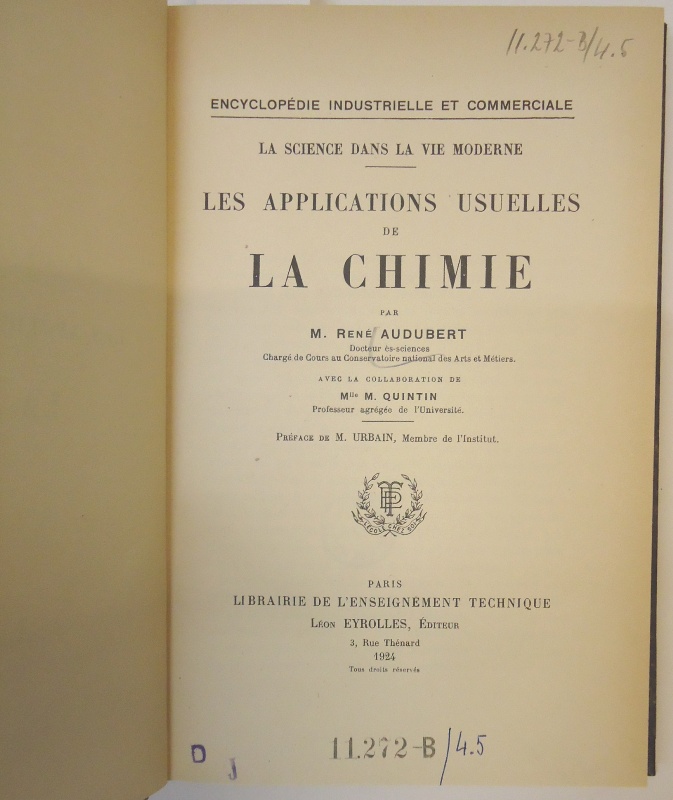 11.272-B/4.5
ENCYCLOPÉDIE INDUSTRIELLE ET COMMERCIALE
LA SCIENCE DANS LA VIE MODERNE
LES APPLICATIONS USUELLES
DE
LA CHIMIE
PAR
M. RENÉ AUDUBERT
Docteur ès-sciences
Chargé de Cours au Conservatoire national des Arts et Métiers.
AVEC LA COLLABORATION DE
Mlle M. QUINTIN
Professeur agrégée de l'Université.
PRÉFACE DE M. URBAIN, Membre de l'Institut.
L'ÉCOLE CHEZ SOI
PARIS
LIBRAIRIE DE L'ENSEIGNEMENT TECHNIQUE
LÉON EYROLLES, ÉDITEUR
3, Rue Thénard
1924
Tous droits réservés
D J
11.272-B/4.5